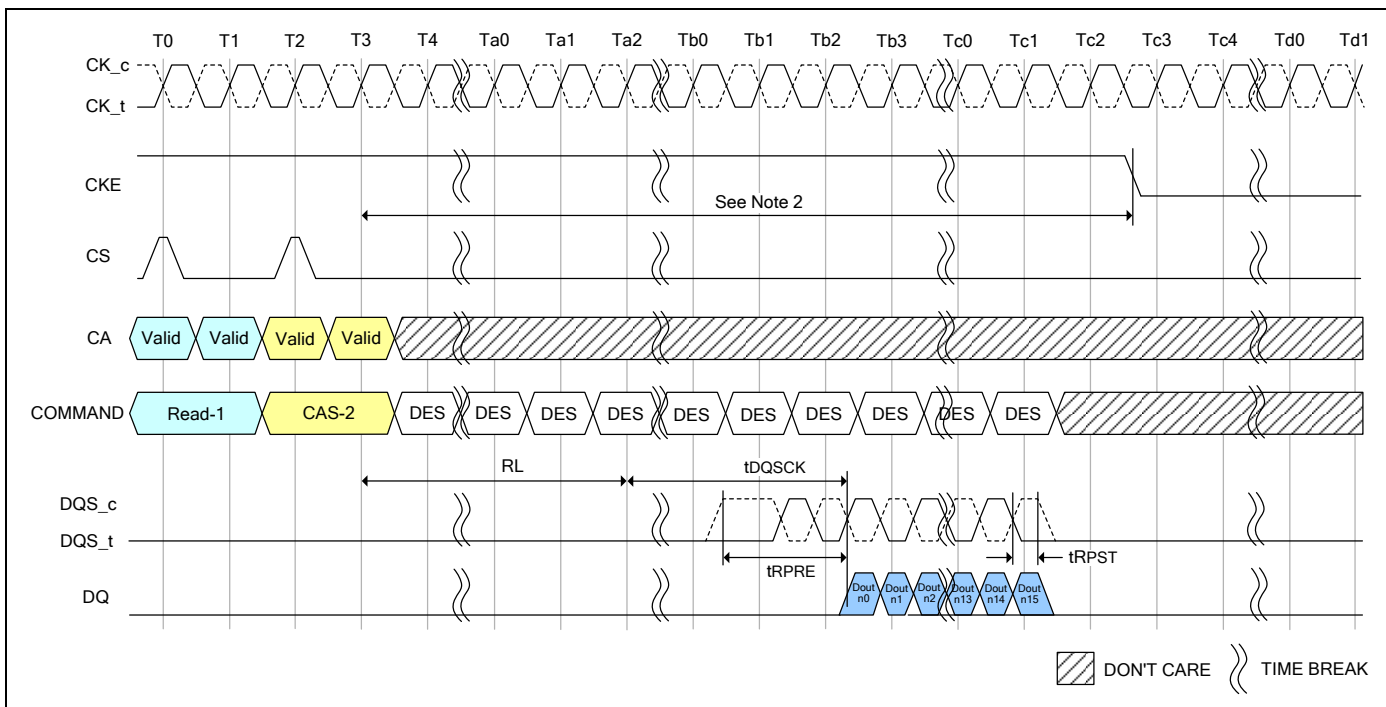 T0 T1 T2 T3 T4 Ta0 Ta1 Ta2 Tb0 Tb1 Tb2 Tb3 Tc0 Tc1 Tc2 Tc3 Tc4 Td0 Td1
CK_c
CK_t
CKE
See Note 2
CS
CA Valid Valid Valid Valid
COMMAND Read-1 CAS-2 DES DES DES DES DES DES DES DES DES DES
RL tDQSCK
DQS_c
DQS_t
tRPRE tRPST
DQ
Dout n0 Dout n1 Dout n2 Dout n13 Dout n14 Dout n15
DON'T CARE TIME BREAK